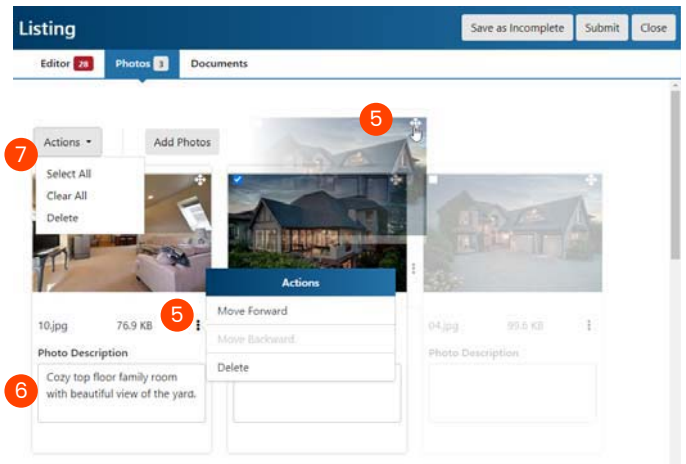 Listing
Save as Incomplete
Submit
Close
Editor 28
Photos 3
Documents
5
7
Actions
Add Photos
Select All
Clear All
Delete
Actions
Move Forward
Move Backward
Delete
10.jpg
76.9 KB
5
04.jpg
99.6 KB
Photo Description
Photo Description
6
Cozy top floor family room
with beautiful view of the yard.